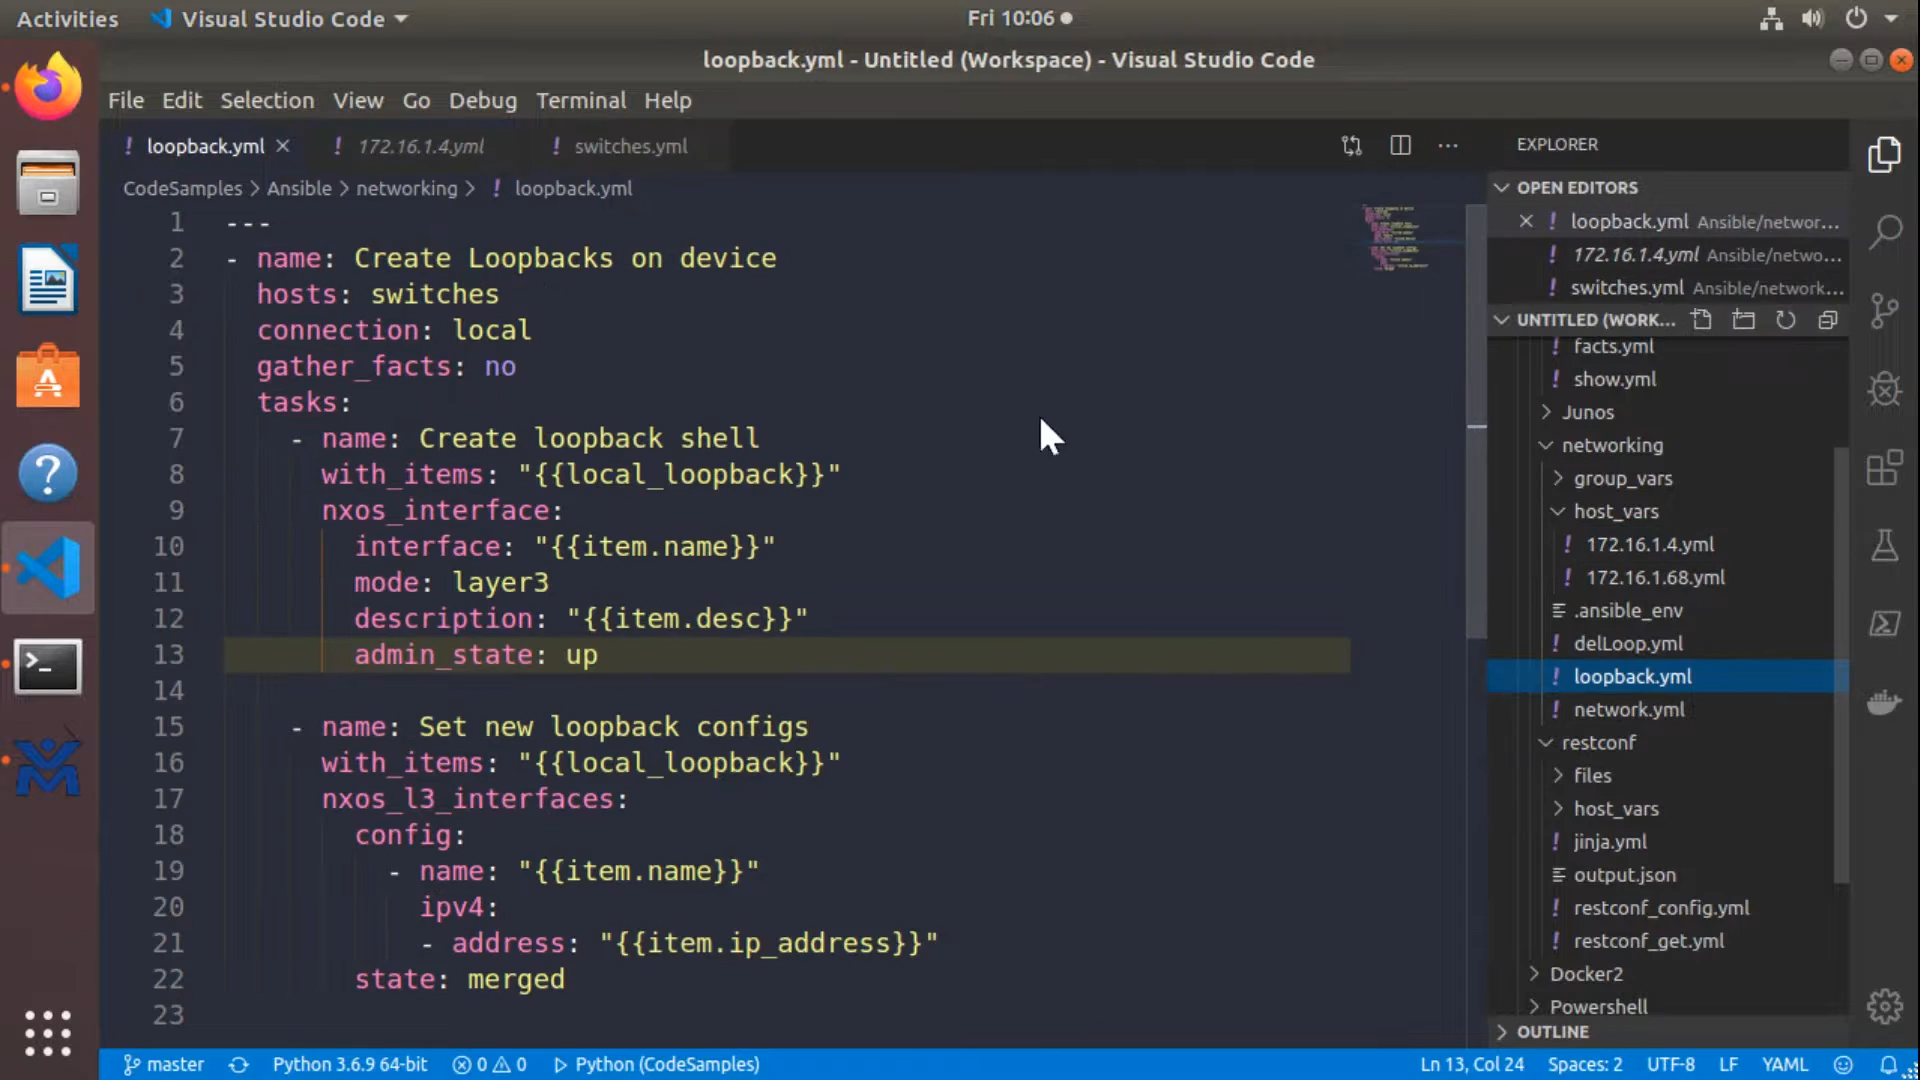 Activities
Visual Studio Code
Fri 10:06
loopback.yml - Untitled (Workspace) - Visual Studio Code
File Edit Selection View Go Debug Terminal Help
! loopback.yml
! 172.16.1.4.yml
! switches.yml
CodeSamples > Ansible > networking > ! loopback.yml
1 ---
2 - name: Create Loopbacks on device
3 hosts: switches
4 connection: local
5 gather_facts: no
6 tasks:
7 - name: Create loopback shell
8 with_items: "{{local_loopback}}"
9 nxos_interface:
10 interface: "{{item.name}}"
11 mode: layer3
12 description: "{{item.desc}}"
13 admin_state: up
14
15 - name: Set new loopback configs
16 with_items: "{{local_loopback}}"
17 nxos_l3_interfaces:
18 config:
19 - name: "{{item.name}}"
20 ipv4:
21 - address: "{{item.ip_address}}"
22 state: merged
23
EXPLORER
OPEN EDITORS
! loopback.yml Ansible/networ...
! 172.16.1.4.yml Ansible/netwo...
! switches.yml Ansible/network...
UNTITLED (WORK...
! facts.yml
! show.yml
Junos
networking
group_vars
host_vars
! 172.16.1.4.yml
! 172.16.1.68.yml
.ansible_env
! delLoop.yml
! loopback.yml
! network.yml
restconf
files
host_vars
! jinja.yml
output.json
! restconf_config.yml
! restconf_get.yml
Docker2
Powershell
OUTLINE
master
Python 3.6.9 64-bit
0 0
Python (CodeSamples)
Ln 13, Col 24
Spaces: 2
UTF-8
LF
YAML